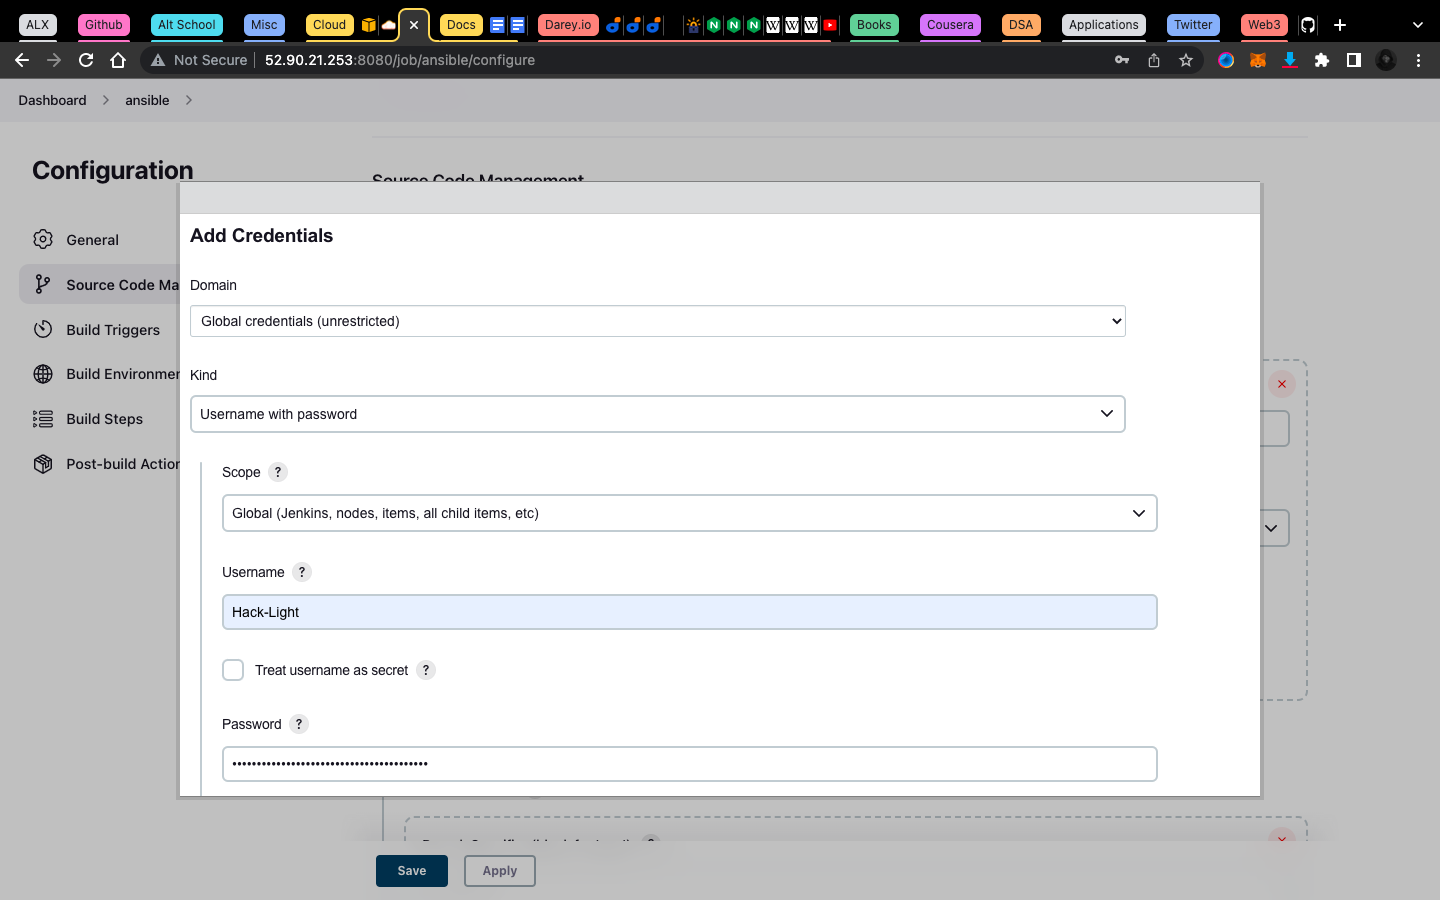 ALX Github Alt School Misc Cloud Docs Darey.io Books Cousera DSA Applications Twitter Web3
Not Secure 52.90.21.253:8080/job/ansible/configure
Dashboard ansible
Configuration
Source Code Management
General
Source Code Ma
Build Triggers
Build Environmen
Build Steps
Post-build Action
Add Credentials
Domain
Global credentials (unrestricted)
Kind
Username with password
Scope ?
Global (Jenkins, nodes, items, all child items, etc)
Username ?
Hack-Light
Treat username as secret ?
Password ?
••••••••••••••••••••••••••••••••••••••••
Save Apply